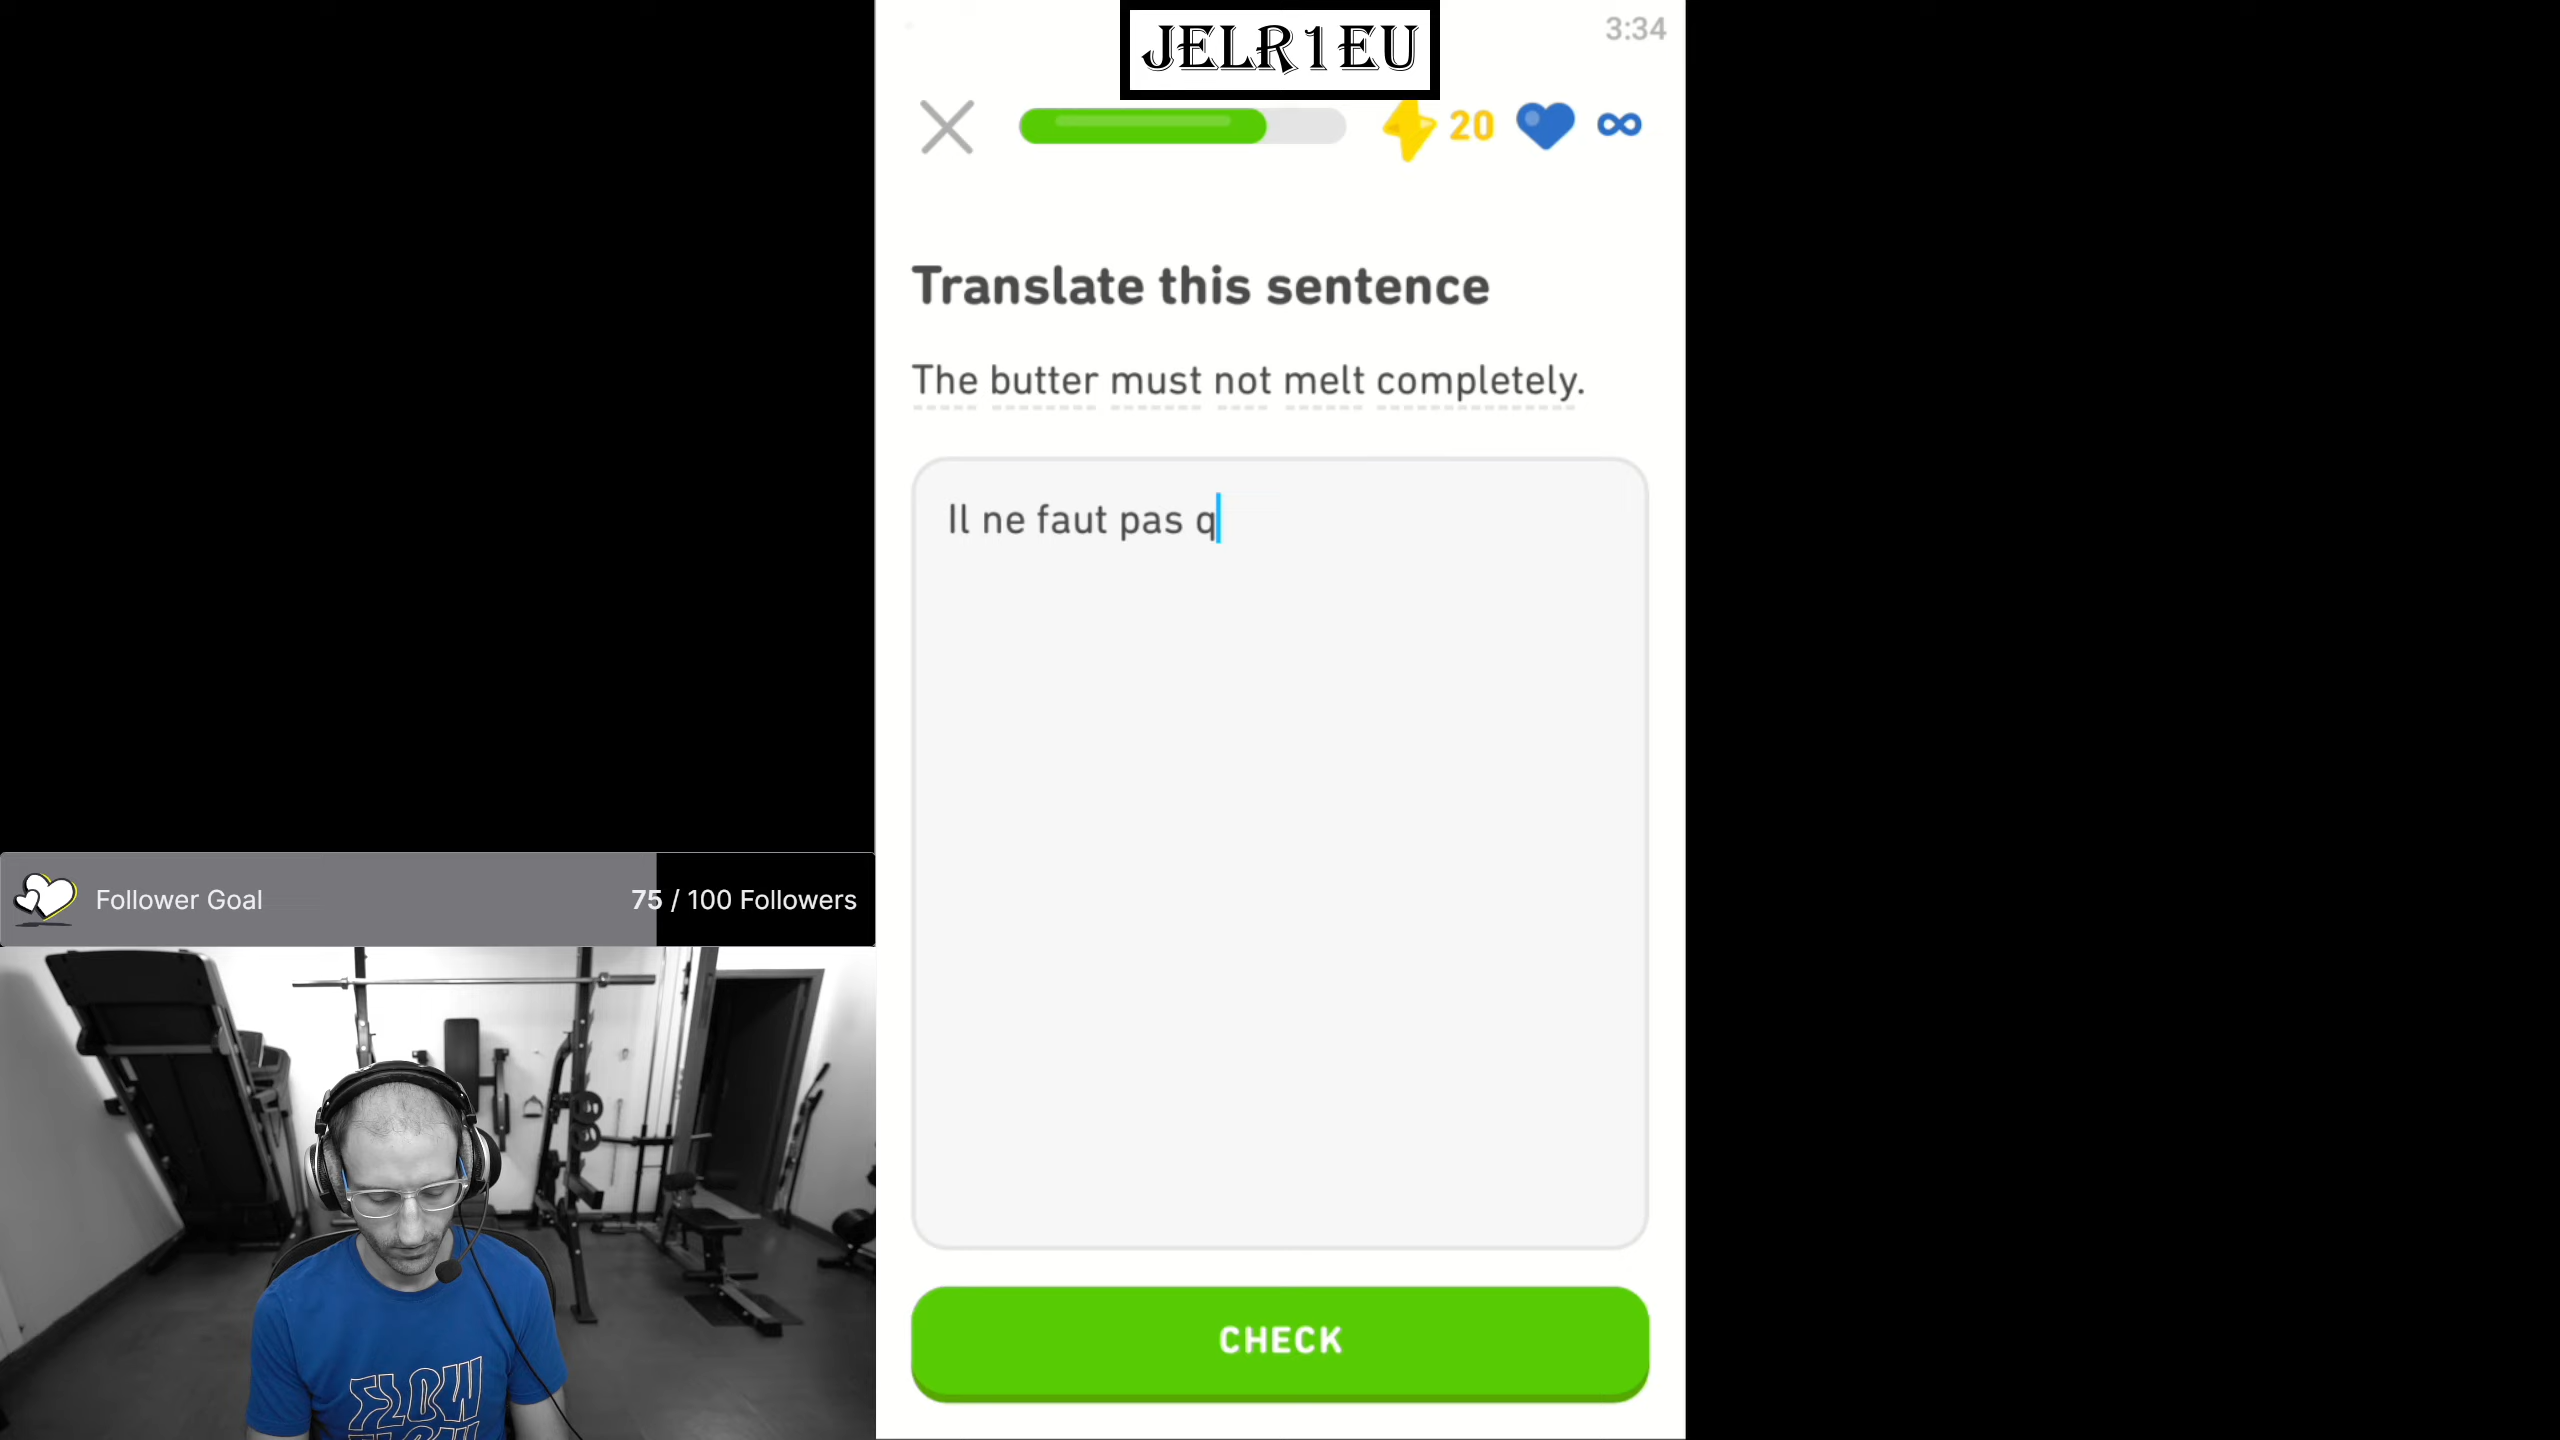 JELR1EU
3:34
20
Translate this sentence
The butter must not melt completely.
Il ne faut pas q
CHECK
Follower Goal
75 / 100 Followers
FLOW